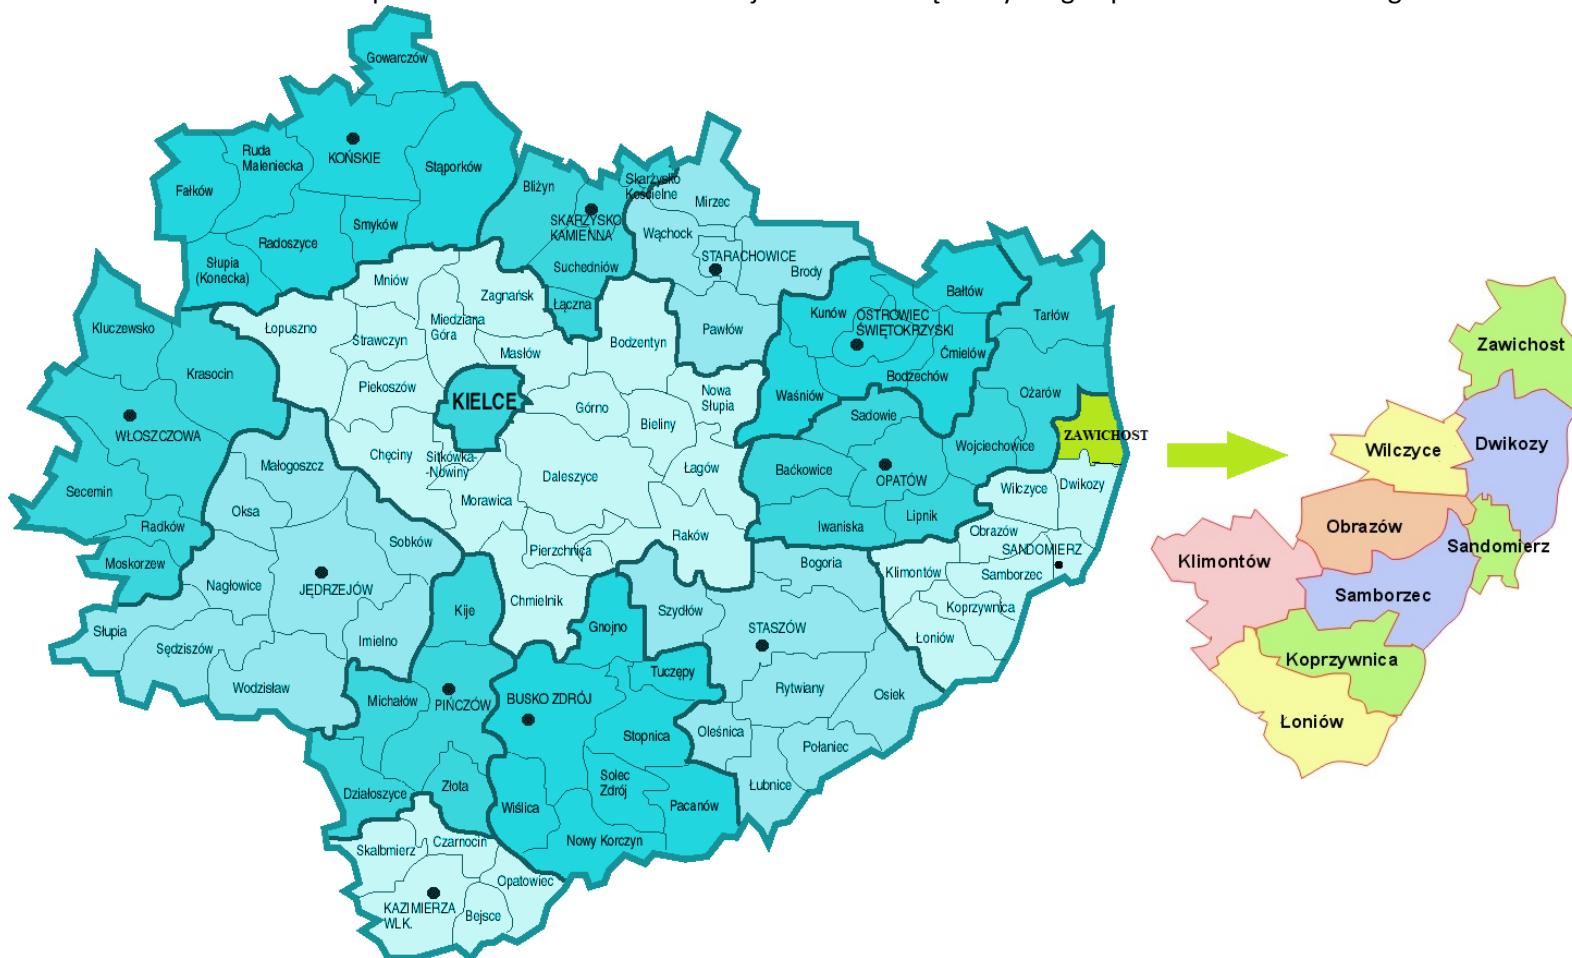 Gowarczów
Ruda
Maleniecka
KOŃSKIE
Stąporków
Fałków
Smyków
Radoszyce
Słupia
(Konecka)
Bliżyn
Skarżysko
Kościelne
SKARŻYSKO
KAMIENNA
Suchedniów
Łączna
Mirzec
Wąchock
STARACHOWICE
Brody
Pawłów
Mniów
Zagnańsk
Łopuszno
Strawczyn
Miedziana
Góra
Masłów
Bodzentyn
Piekoszów
KIELCE
Górno
Bieliny
Nowa
Słupia
Chęciny
Sitkówka-
-Nowiny
Daleszyce
Łagów
Morawica
Pierzchnica
Raków
Chmielnik
Kunów
OSTROWIEC
ŚWIĘTOKRZYSKI
Bałtów
Ćmielów
Bodzechów
Waśniów
Tarłów
Ożarów
Sadowie
Wojciechowice
Baćkowice
OPATÓW
Iwaniska
Lipnik
ZAWICHOST
Wilczyce
Dwikozy
Obrazów
SANDOMIERZ
Klimontów
Samborzec
Koprzywnica
Łoniów
Kluczewsko
Krasocin
WŁOSZCZOWA
Secemin
Radków
Moskorzew
Małogoszcz
Oksa
Sobków
Nagłowice
JĘDRZEJÓW
Słupia
Sędziszów
Imielno
Wodzisław
Kije
Michałów
PIŃCZÓW
Działoszyce
Złota
Gnojno
BUSKO ZDRÓJ
Tuczępy
Stopnica
Solec
Zdrój
Wiślica
Pacanów
Nowy Korczyn
Bogoria
Szydłów
STASZÓW
Rytwiany
Osiek
Oleśnica
Połaniec
Łubnice
Skalbmierz
Czarnocin
Opatowiec
KAZIMIERZA
WLK.
Bejsce
Zawichost
Dwikozy
Wilczyce
Obrazów
Sandomierz
Klimontów
Samborzec
Koprzywnica
Łoniów